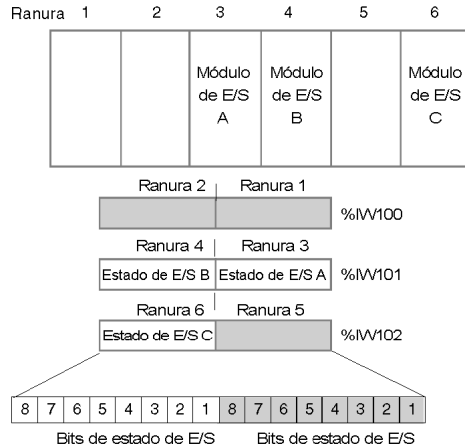 Ranura 1 2 3 4 5 6
Módulo de E/S A
Módulo de E/S B
Módulo de E/S C
Ranura 2 Ranura 1
%IW100
Ranura 4 Ranura 3
Estado de E/S B Estado de E/S A %IW101
Ranura 6 Ranura 5
Estado de E/S C %IW102
8 7 6 5 4 3 2 1 8 7 6 5 4 3 2 1
Bits de estado de E/S Bits de estado de E/S